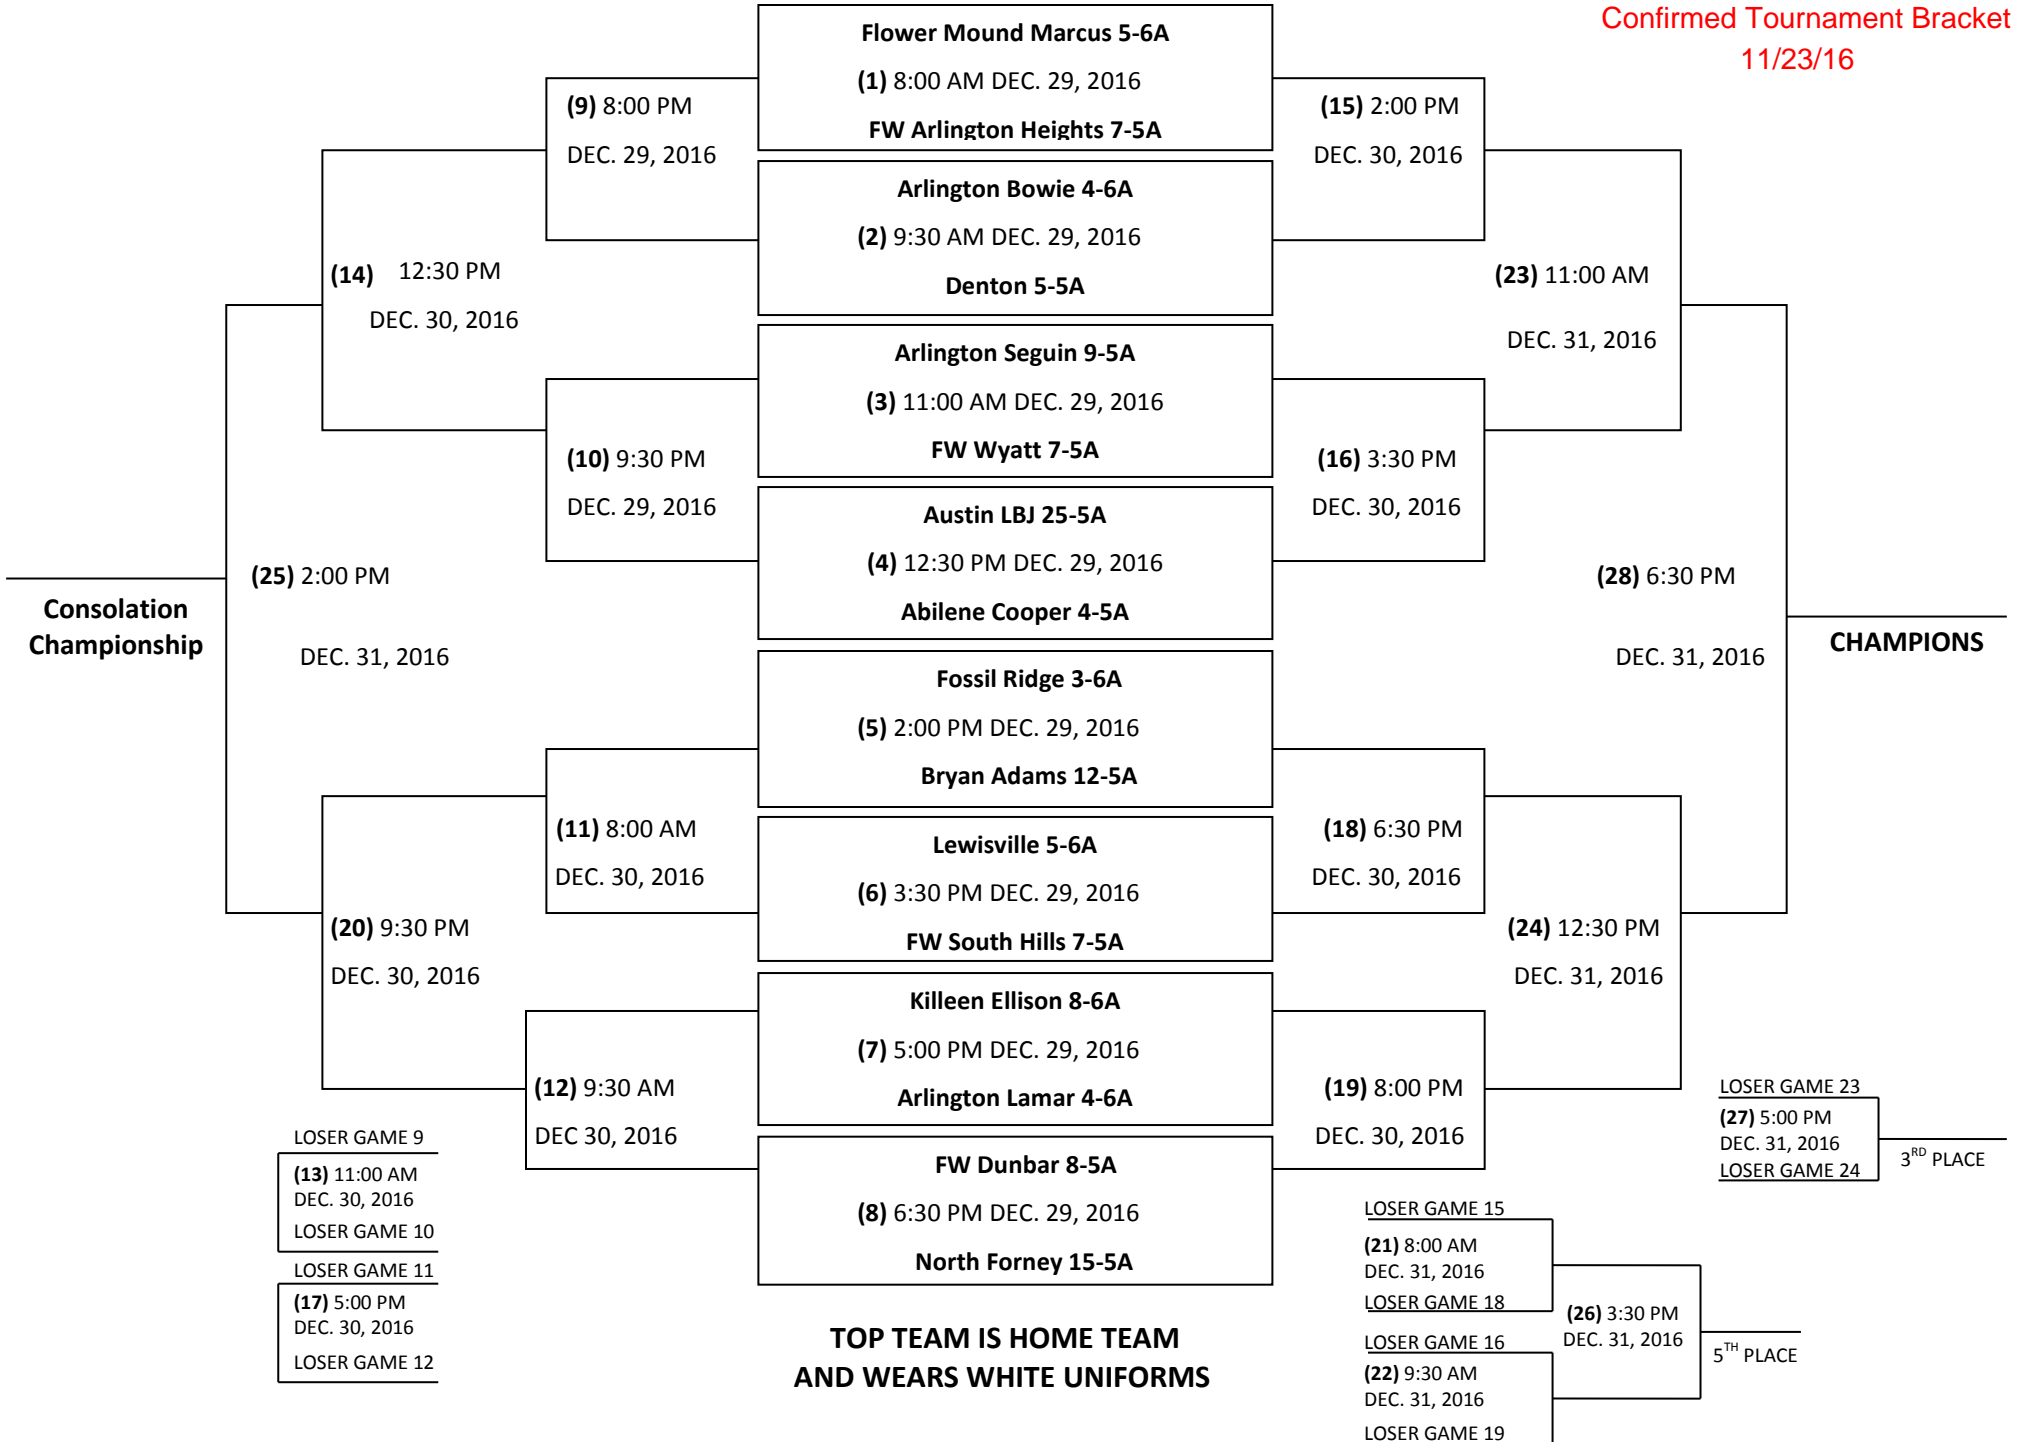 Confirmed Tournament Bracket
11/23/16
Flower Mound Marcus 5-6A
(1) 8:00 AM DEC. 29, 2016
FW Arlington Heights 7-5A
Arlington Bowie 4-6A
(2) 9:30 AM DEC. 29, 2016
Denton 5-5A
Arlington Seguin 9-5A
(3) 11:00 AM DEC. 29, 2016
FW Wyatt 7-5A
Austin LBJ 25-5A
(4) 12:30 PM DEC. 29, 2016
Abilene Cooper 4-5A
Fossil Ridge 3-6A
(5) 2:00 PM DEC. 29, 2016
Bryan Adams 12-5A
Lewisville 5-6A
(6) 3:30 PM DEC. 29, 2016
FW South Hills 7-5A
Killeen Ellison 8-6A
(7) 5:00 PM DEC. 29, 2016
Arlington Lamar 4-6A
FW Dunbar 8-5A
(8) 6:30 PM DEC. 29, 2016
North Forney 15-5A
(9) 8:00 PM
DEC. 29, 2016
(10) 9:30 PM
DEC. 29, 2016
(11) 8:00 AM
DEC. 30, 2016
(12) 9:30 AM
DEC 30, 2016
(14) 12:30 PM
DEC. 30, 2016
(20) 9:30 PM
DEC. 30, 2016
(25) 2:00 PM
DEC. 31, 2016
Consolation
Championship
(15) 2:00 PM
DEC. 30, 2016
(16) 3:30 PM
DEC. 30, 2016
(18) 6:30 PM
DEC. 30, 2016
(19) 8:00 PM
DEC. 30, 2016
(23) 11:00 AM
DEC. 31, 2016
(24) 12:30 PM
DEC. 31, 2016
(28) 6:30 PM
DEC. 31, 2016
CHAMPIONS
LOSER GAME 9
(13) 11:00 AM
DEC. 30, 2016
LOSER GAME 10
LOSER GAME 11
(17) 5:00 PM
DEC. 30, 2016
LOSER GAME 12
TOP TEAM IS HOME TEAM
AND WEARS WHITE UNIFORMS
LOSER GAME 23
(27) 5:00 PM
DEC. 31, 2016
LOSER GAME 24
3RD PLACE
LOSER GAME 15
(21) 8:00 AM
DEC. 31, 2016
LOSER GAME 18
LOSER GAME 16
(22) 9:30 AM
DEC. 31, 2016
LOSER GAME 19
(26) 3:30 PM
DEC. 31, 2016
5TH PLACE